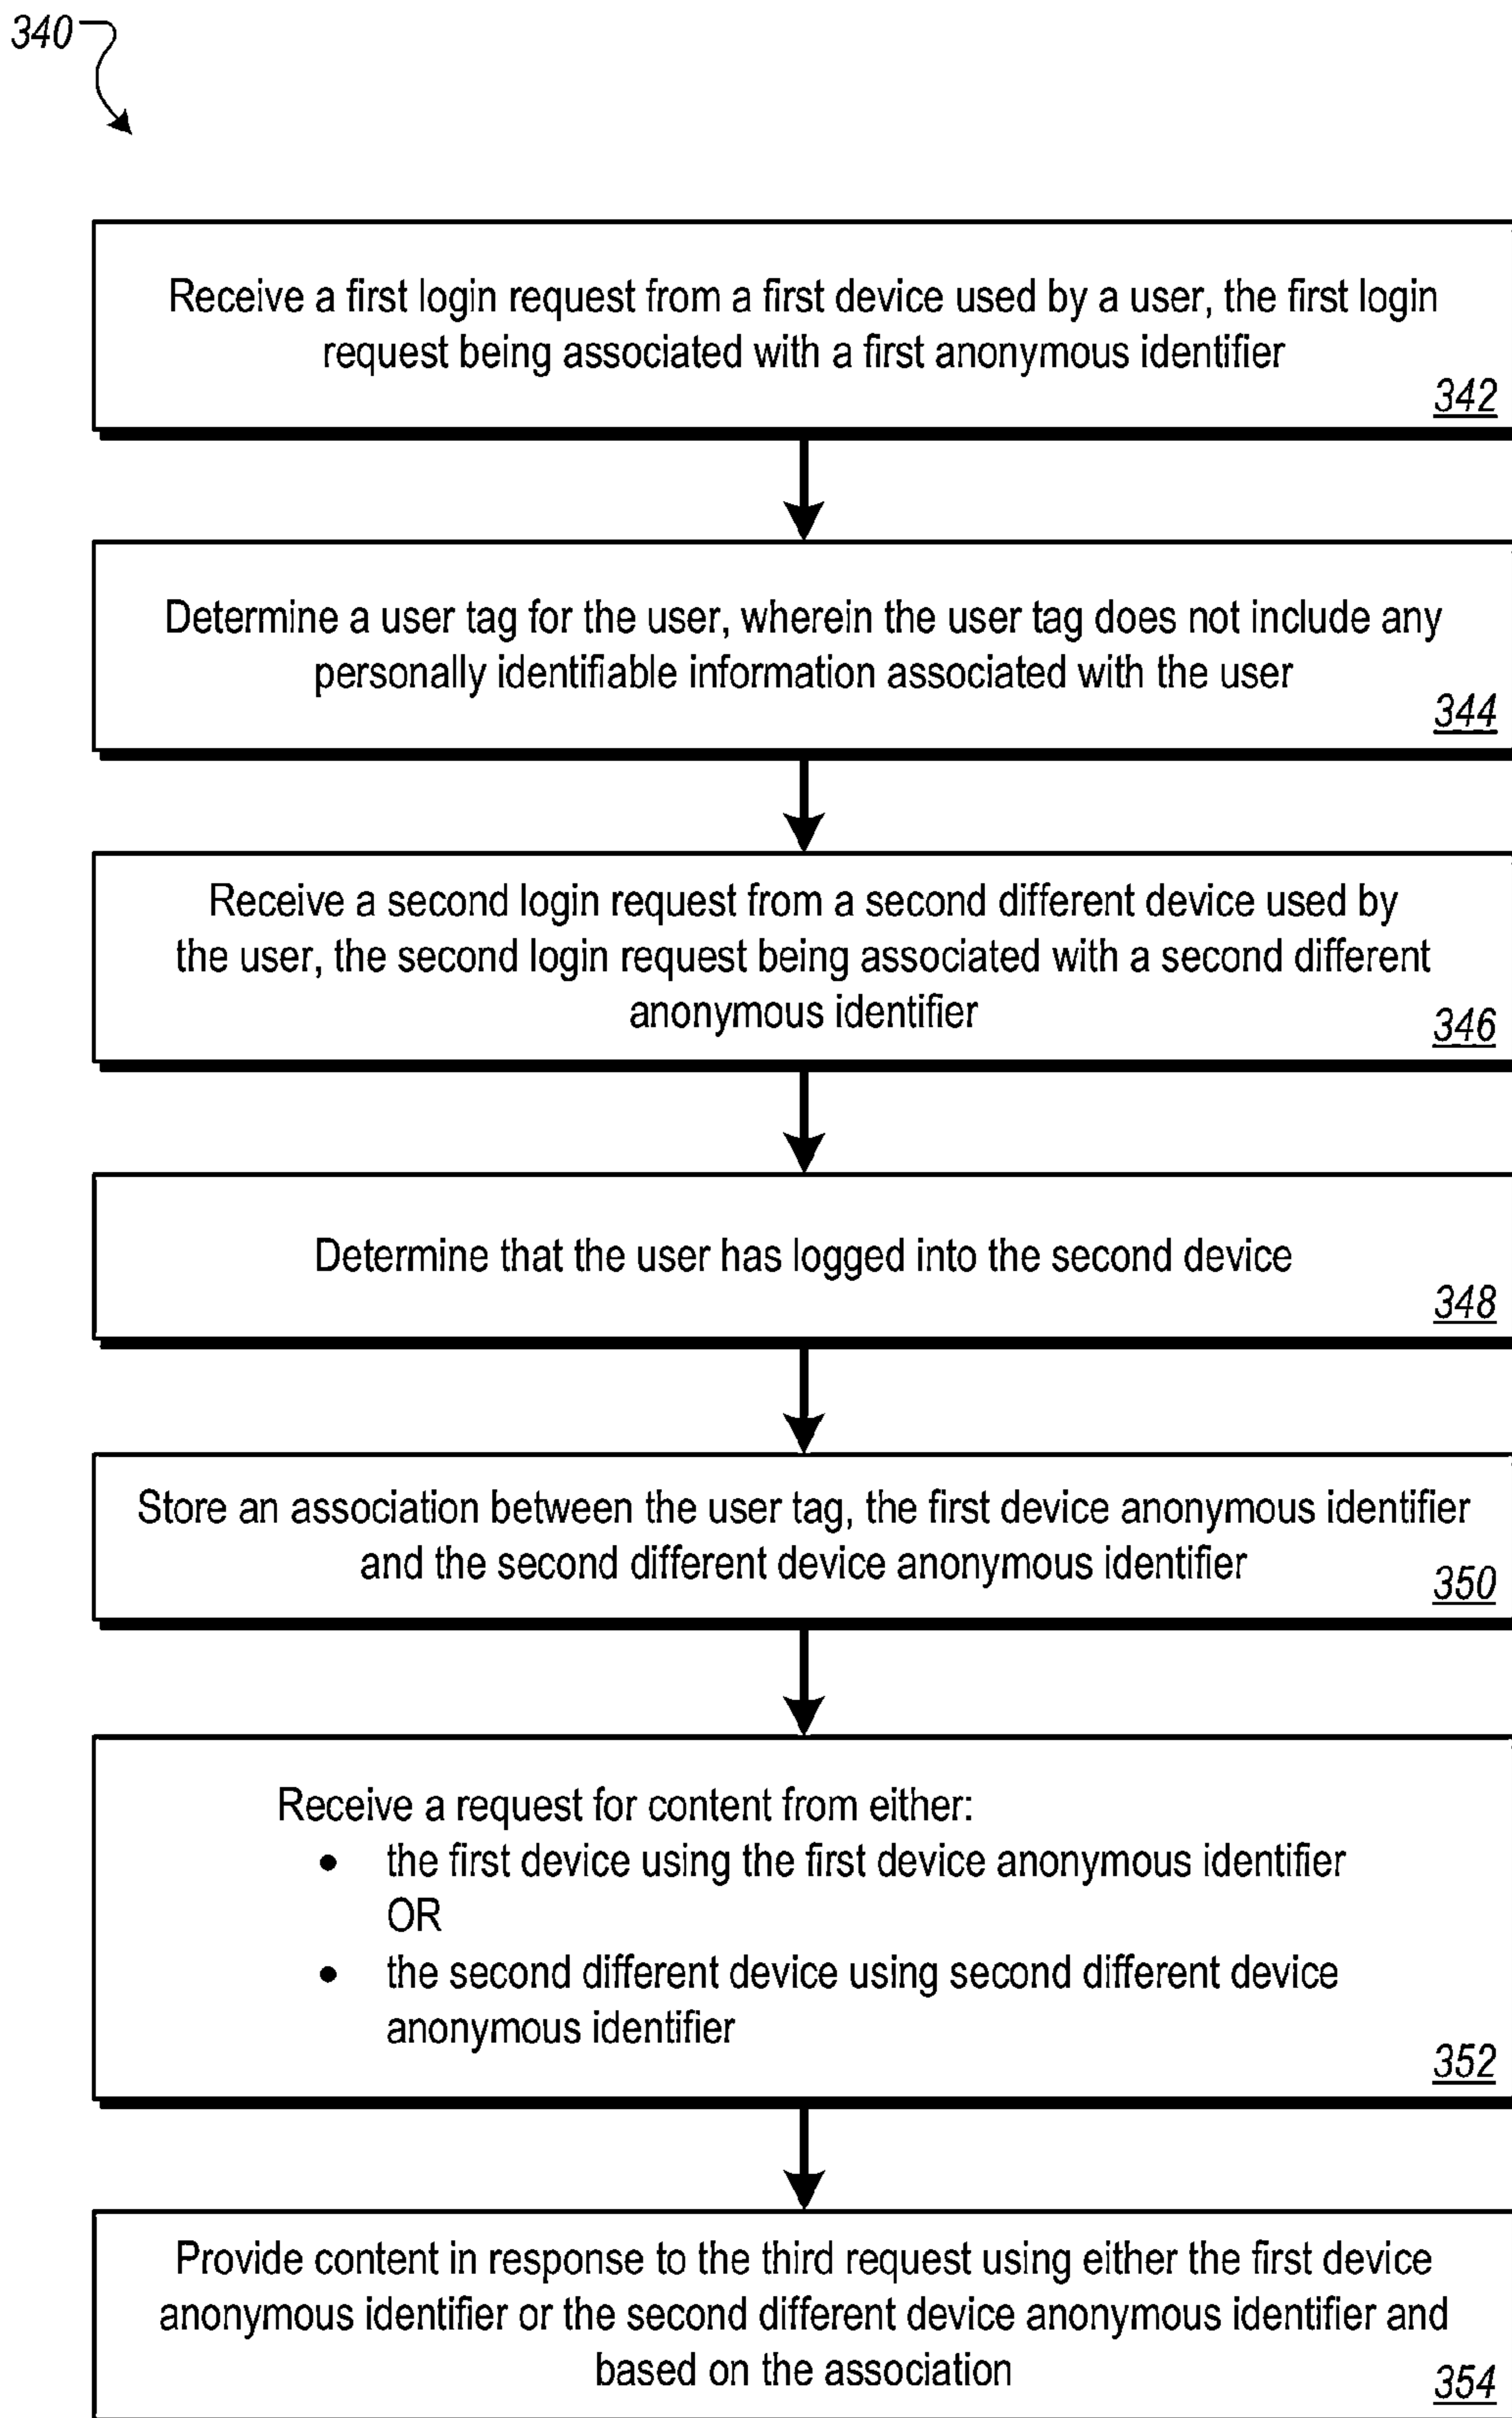 340
Receive a first login request from a first device used by a user, the first login
request being associated with a first anonymous identifier
342
Determine a user tag for the user, wherein the user tag does not include any
personally identifiable information associated with the user
344
Receive a second login request from a second different device used by
the user, the second login request being associated with a second different
anonymous identifier
346
Determine that the user has logged into the second device
348
Store an association between the user tag, the first device anonymous identifier
and the second different device anonymous identifier
350
Receive a request for content from either:
• the first device using the first device anonymous identifier
OR
• the second different device using second different device
anonymous identifier
352
Provide content in response to the third request using either the first device
anonymous identifier or the second different device anonymous identifier and
based on the association
354